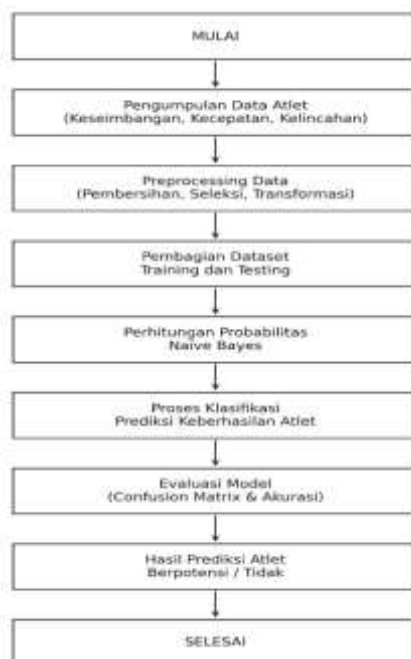 MULAI
Pengumpulan Data Atlet
(Keseimbangan, Kecepatan, Kelincahan)
Preprocessing Data
(Pembersihan, Seleksi, Transformasi)
Pembagian Dataset
Training dan Testing
Perhitungan Probabilitas
Naive Bayes
Proses Klasifikasi
Prediksi Keberhasilan Atlet
Evaluasi Model
(Confusion Matrix & Akurasi)
Hasil Prediksi Atlet
Berpotensi / Tidak
SELESAI